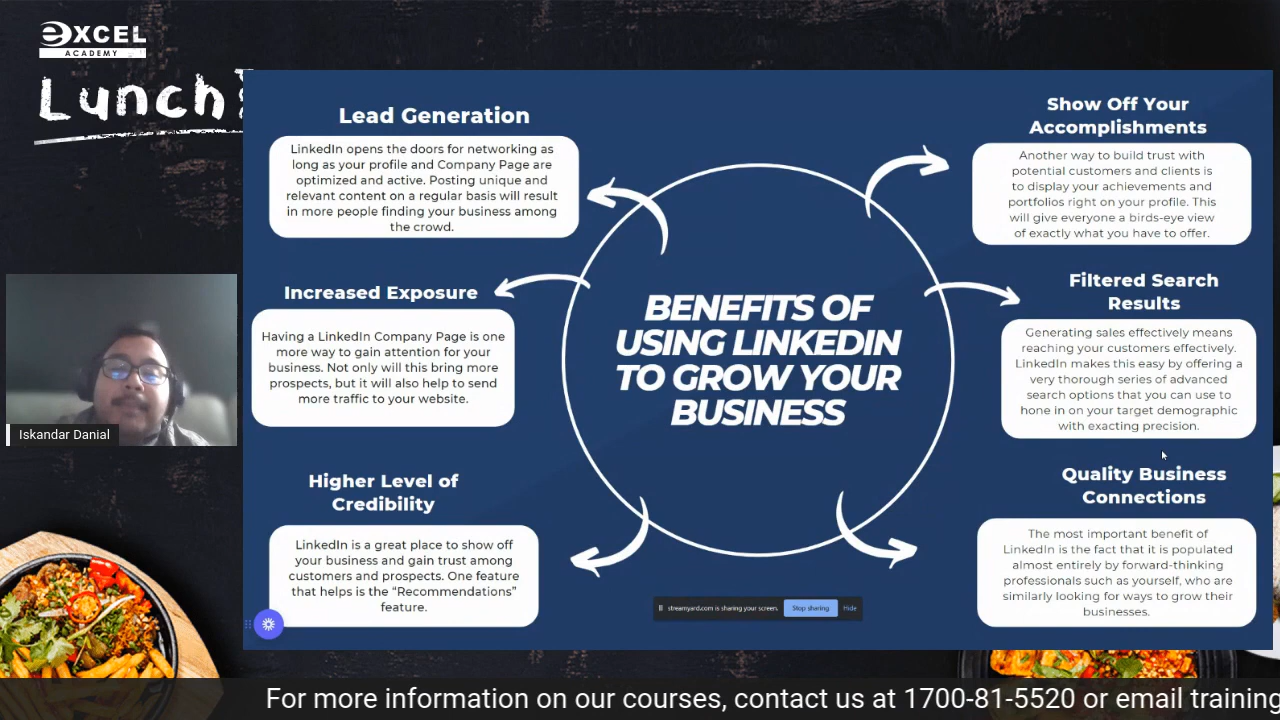 eXCEL
ACADEMY
Lunch
Lead Generation
LinkedIn opens the doors for networking as
long as your profile and Company Page are
optimized and active. Posting unique and
relevant content on a regular basis will result
in more people finding your business among
the crowd.
Increased Exposure
Having a LinkedIn Company Page is one
more way to gain attention for your
business. Not only will this bring more
prospects, but it will also help to send
more traffic to your website.
Higher Level of
Credibility
LinkedIn is a great place to show off
your business and gain trust among
customers and prospects. One feature
that helps is the “Recommendations”
feature.
BENEFITS OF
USING LINKEDIN
TO GROW YOUR
BUSINESS
Show Off Your
Accomplishments
Another way to build trust with
potential customers and clients is
to display your achievements and
portfolios right on your profile. This
will give everyone a birds-eye view
of exactly what you have to offer.
Filtered Search
Results
Generating sales effectively means
reaching your customers effectively.
LinkedIn makes this easy by offering a
very thorough series of advanced
search options that you can use to
hone in on your target demographic
with exacting precision.
Quality Business
Connections
The most important benefit of
LinkedIn is the fact that it is populated
almost entirely by forward-thinking
professionals such as yourself, who are
similarly looking for ways to grow their
businesses.
Iskandar Danial
streamyard.com is sharing your screen. Stop sharing Hide
For more information on our courses, contact us at 1700-81-5520 or email training